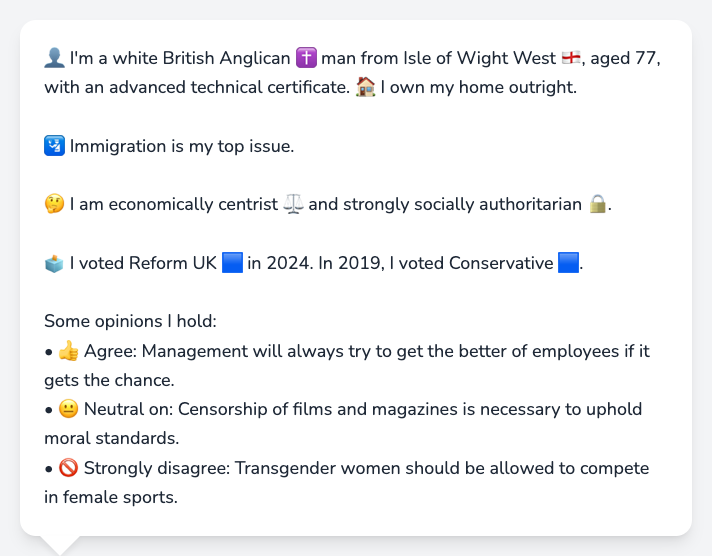 👤 I'm a white British Anglican ✝️ man from Isle of Wight West 🏴󠁧󠁢󠁥󠁮󠁧󠁿, aged 77,
with an advanced technical certificate. 🏠 I own my home outright.
🛂 Immigration is my top issue.
🤔 I am economically centrist ⚖️ and strongly socially authoritarian 🔒.
🗳️ I voted Reform UK 🟦 in 2024. In 2019, I voted Conservative 🟦.
Some opinions I hold:
• 👍 Agree: Management will always try to get the better of employees if it
gets the chance.
• 😐 Neutral on: Censorship of films and magazines is necessary to uphold
moral standards.
• 🚫 Strongly disagree: Transgender women should be allowed to compete
in female sports.